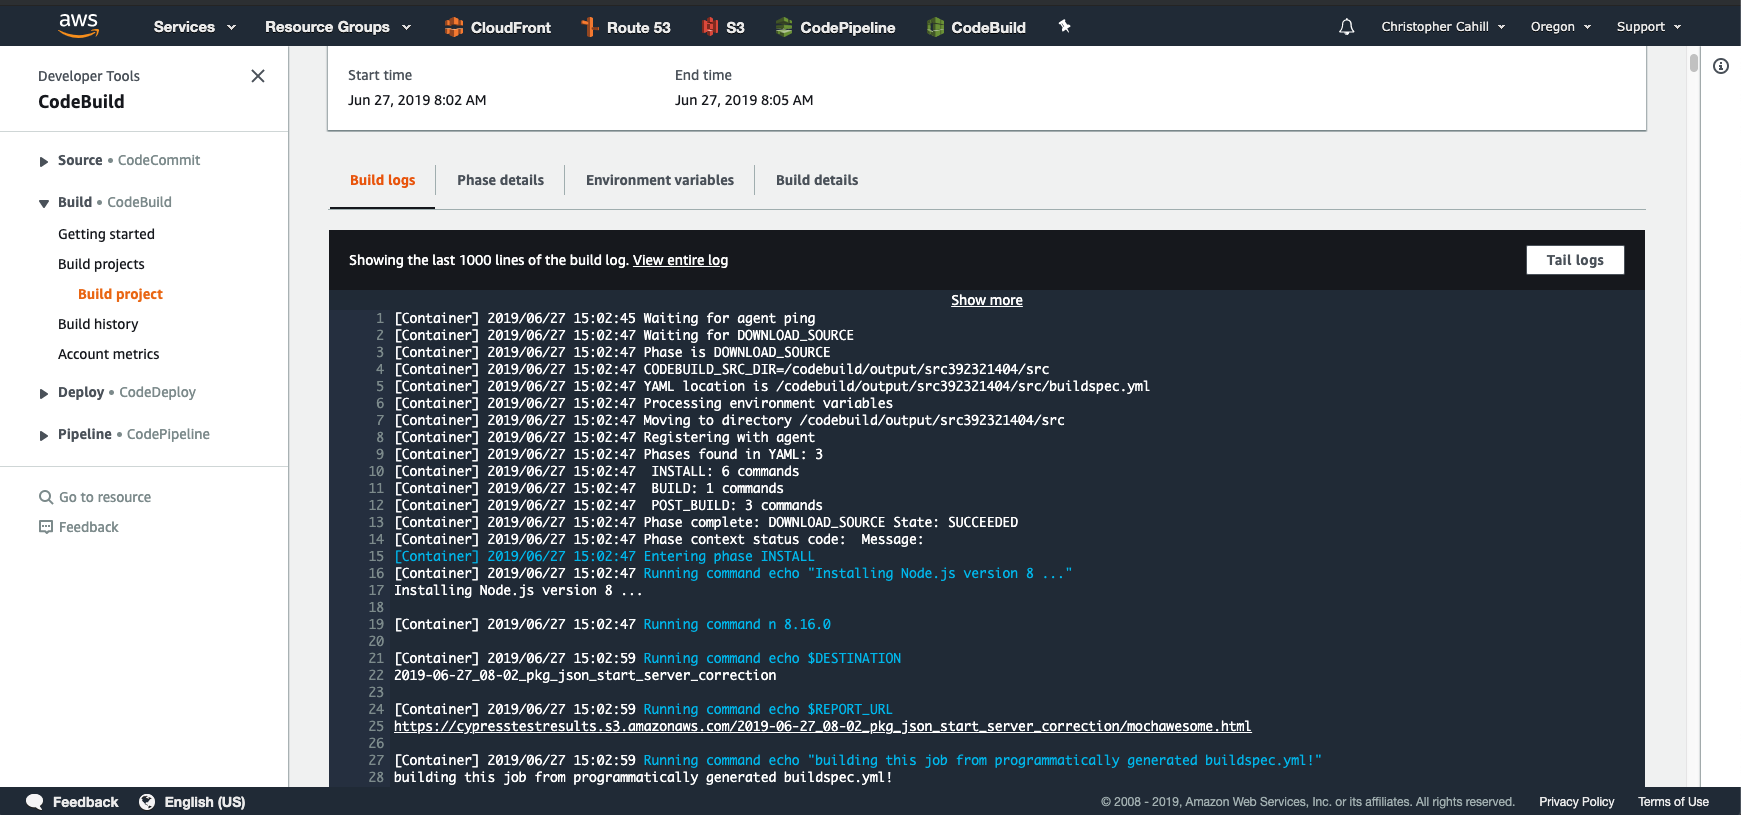 aws
Services
Resource Groups
CloudFront
Route 53
S3
CodePipeline
CodeBuild
Christopher Cahill
Oregon
Support
Developer Tools
CodeBuild
Source • CodeCommit
Build • CodeBuild
Getting started
Build projects
Build project
Build history
Account metrics
Deploy • CodeDeploy
Pipeline • CodePipeline
Go to resource
Feedback
Start time
Jun 27, 2019 8:02 AM
End time
Jun 27, 2019 8:05 AM
Build logs
Phase details
Environment variables
Build details
Showing the last 1000 lines of the build log. View entire log
Tail logs
Show more
1 [Container] 2019/06/27 15:02:45 Waiting for agent ping
2 [Container] 2019/06/27 15:02:47 Waiting for DOWNLOAD_SOURCE
3 [Container] 2019/06/27 15:02:47 Phase is DOWNLOAD_SOURCE
4 [Container] 2019/06/27 15:02:47 CODEBUILD_SRC_DIR=/codebuild/output/src392321404/src
5 [Container] 2019/06/27 15:02:47 YAML location is /codebuild/output/src392321404/src/buildspec.yml
6 [Container] 2019/06/27 15:02:47 Processing environment variables
7 [Container] 2019/06/27 15:02:47 Moving to directory /codebuild/output/src392321404/src
8 [Container] 2019/06/27 15:02:47 Registering with agent
9 [Container] 2019/06/27 15:02:47 Phases found in YAML: 3
10 [Container] 2019/06/27 15:02:47  INSTALL: 6 commands
11 [Container] 2019/06/27 15:02:47  BUILD: 1 commands
12 [Container] 2019/06/27 15:02:47  POST_BUILD: 3 commands
13 [Container] 2019/06/27 15:02:47 Phase complete: DOWNLOAD_SOURCE State: SUCCEEDED
14 [Container] 2019/06/27 15:02:47 Phase context status code:  Message:
15 [Container] 2019/06/27 15:02:47 Entering phase INSTALL
16 [Container] 2019/06/27 15:02:47 Running command echo "Installing Node.js version 8 ..."
17 Installing Node.js version 8 ...
18
19 [Container] 2019/06/27 15:02:47 Running command n 8.16.0
20
21 [Container] 2019/06/27 15:02:59 Running command echo $DESTINATION
22 2019-06-27_08-02_pkg_json_start_server_correction
23
24 [Container] 2019/06/27 15:02:59 Running command echo $REPORT_URL
25 https://cypresstestresults.s3.amazonaws.com/2019-06-27_08-02_pkg_json_start_server_correction/mochawesome.html
26
27 [Container] 2019/06/27 15:02:59 Running command echo "building this job from programmatically generated buildspec.yml!"
28 building this job from programmatically generated buildspec.yml!
Feedback
English (US)
© 2008 - 2019, Amazon Web Services, Inc. or its affiliates. All rights reserved.
Privacy Policy
Terms of Use